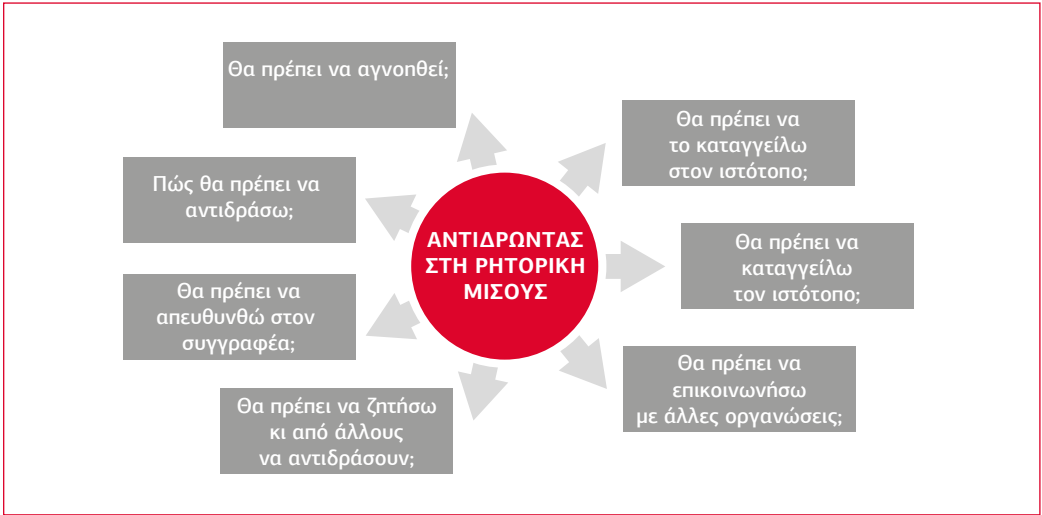 Θα πρέπει να αγνοηθεί;
Θα πρέπει να
το καταγγείλω
στον ιστότοπο;
Πώς θα πρέπει να
αντιδράσω;
ΑΝΤΙΔΡΩΝΤΑΣ
ΣΤΗ ΡΗΤΟΡΙΚΗ
ΜΙΣΟΥΣ
Θα πρέπει να
καταγγείλω
τον ιστότοπο;
Θα πρέπει να
απευθυνθώ στον
συγγραφέα;
Θα πρέπει να
επικοινωνήσω
με άλλες οργανώσεις;
Θα πρέπει να ζητήσω
κι από άλλους
να αντιδράσουν;